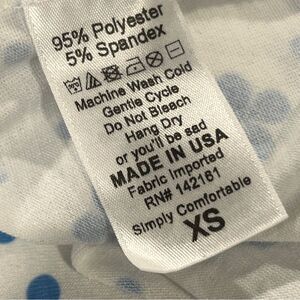 95% Polyester
5% Spandex
Machine Wash Cold
Gentle Cycle
Do Not Bleach
Hang Dry
or you'll be sad
MADE IN USA
Fabric Imported
RN# 142161
Simply Comfortable
XS